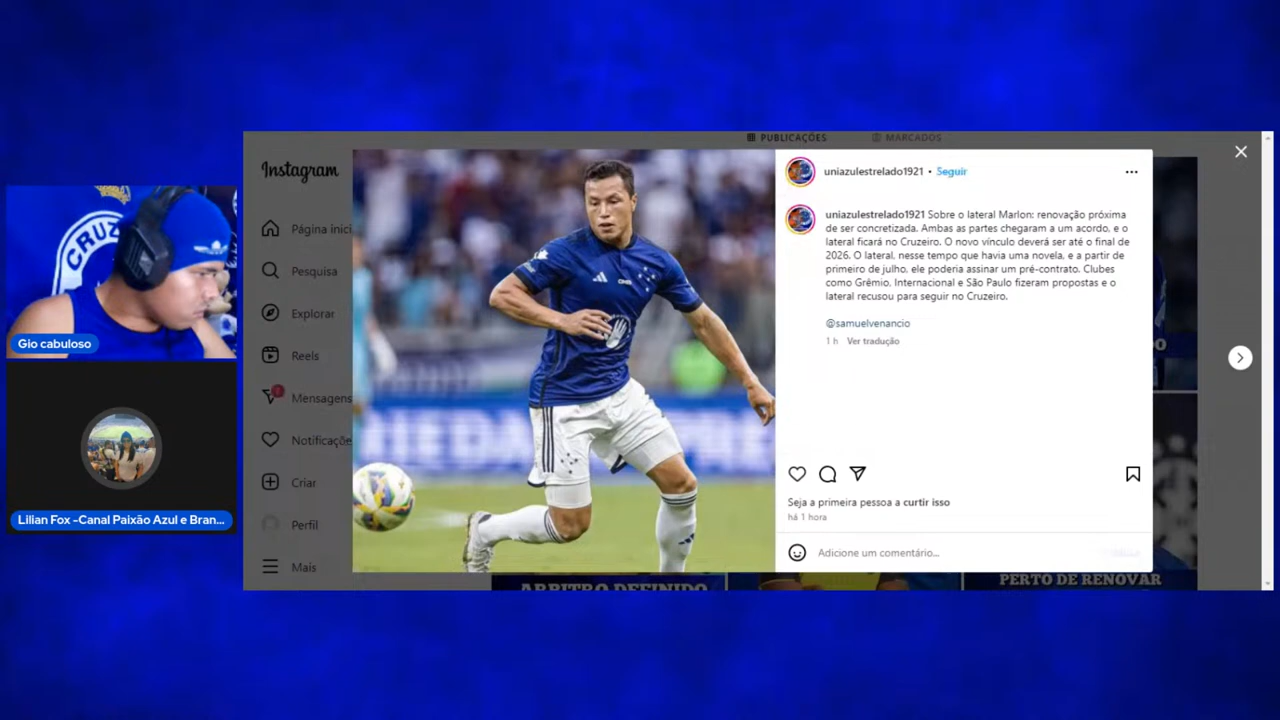 PUBLICAÇÕES
MARCADOS
Instagram
Página inici
Pesquisa
Explorar
Reels
Mensagens
Notificaçõe
Criar
Perfil
Mais
uniazulestrelado1921 • Seguir
uniazulestrelado1921 Sobre o lateral Marlon: renovação próxima
de ser concretizada. Ambas as partes chegaram a um acordo, e o
lateral ficará no Cruzeiro. O novo vínculo deverá ser até o final de
2026. O lateral, nesse tempo que havia uma novela, e a partir de
primeiro de julho, ele poderia assinar um pré-contrato. Clubes
como Grêmio, Internacional e São Paulo fizeram propostas e o
lateral recusou para seguir no Cruzeiro.
@samuelvenancio
1 h Ver tradução
Seja a primeira pessoa a curtir isso
há 1 hora
Adicione um comentário...
ARBITRO DEFINIDO
PERTO DE RENOVAR
CRUZ
Gio cabuloso
Lilian Fox -Canal Paixão Azul e Bran...